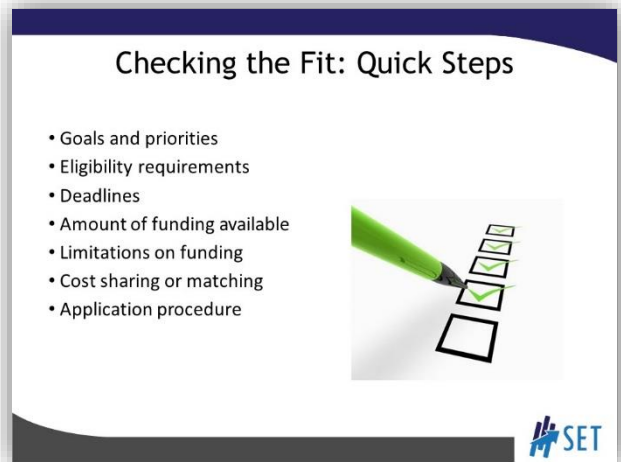 Checking the Fit: Quick Steps
• Goals and priorities
• Eligibility requirements
• Deadlines
• Amount of funding available
• Limitations on funding
• Cost sharing or matching
• Application procedure
SET